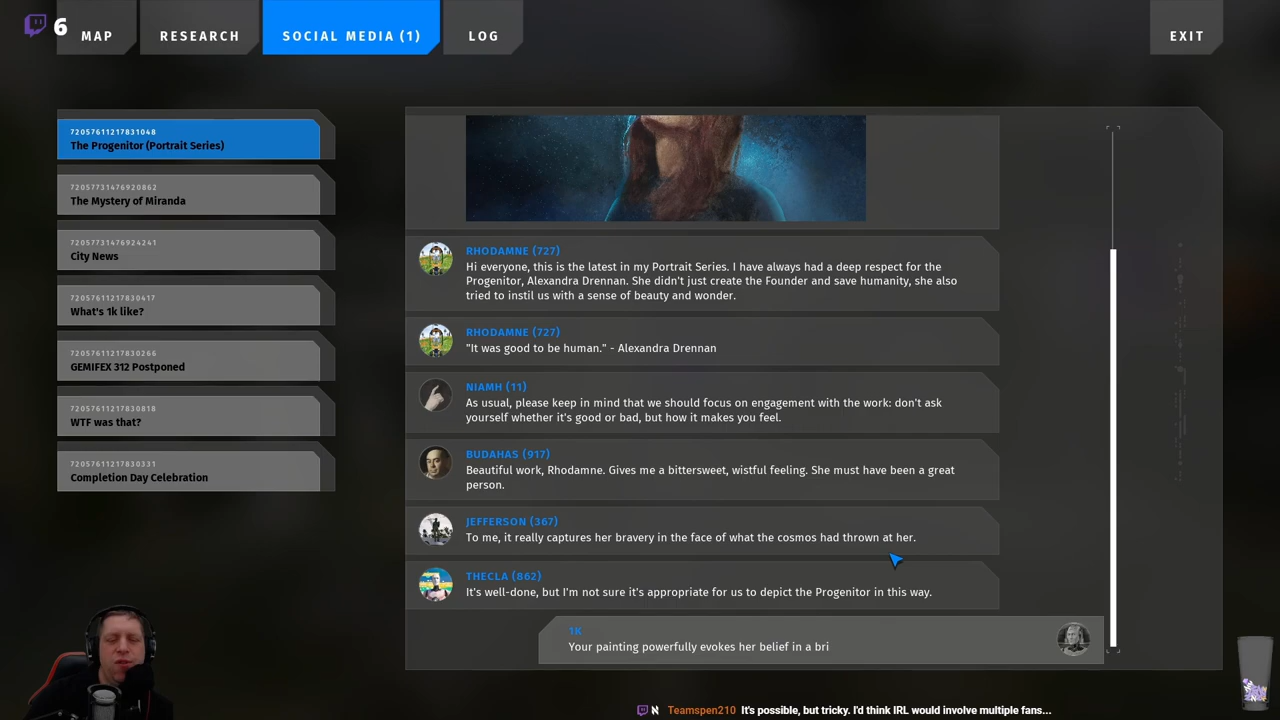 6
MAP
RESEARCH
SOCIAL MEDIA (1)
LOG
EXIT
72057611217831048
The Progenitor (Portrait Series)
72057731476920862
The Mystery of Miranda
72057731476924241
City News
72057611217830417
What's 1k like?
72057611217830266
GEMIFEX 312 Postponed
72057611217830818
WTF was that?
72057611217830331
Completion Day Celebration
RHODAMNE (727)
Hi everyone, this is the latest in my Portrait Series. I have always had a deep respect for the
Progenitor, Alexandra Drennan. She didn't just create the Founder and save humanity, she also
tried to instil us with a sense of beauty and wonder.
RHODAMNE (727)
"It was good to be human." - Alexandra Drennan
NIAMH (11)
As usual, please keep in mind that we should focus on engagement with the work: don't ask
yourself whether it's good or bad, but how it makes you feel.
BUDAHAS (917)
Beautiful work, Rhodamne. Gives me a bittersweet, wistful feeling. She must have been a great
person.
JEFFERSON (367)
To me, it really captures her bravery in the face of what the cosmos had thrown at her.
THECLA (862)
It's well-done, but I'm not sure it's appropriate for us to depict the Progenitor in this way.
1K
Your painting powerfully evokes her belief in a bri
Teamspen210 It's possible, but tricky. I'd think IRL would involve multiple fans...